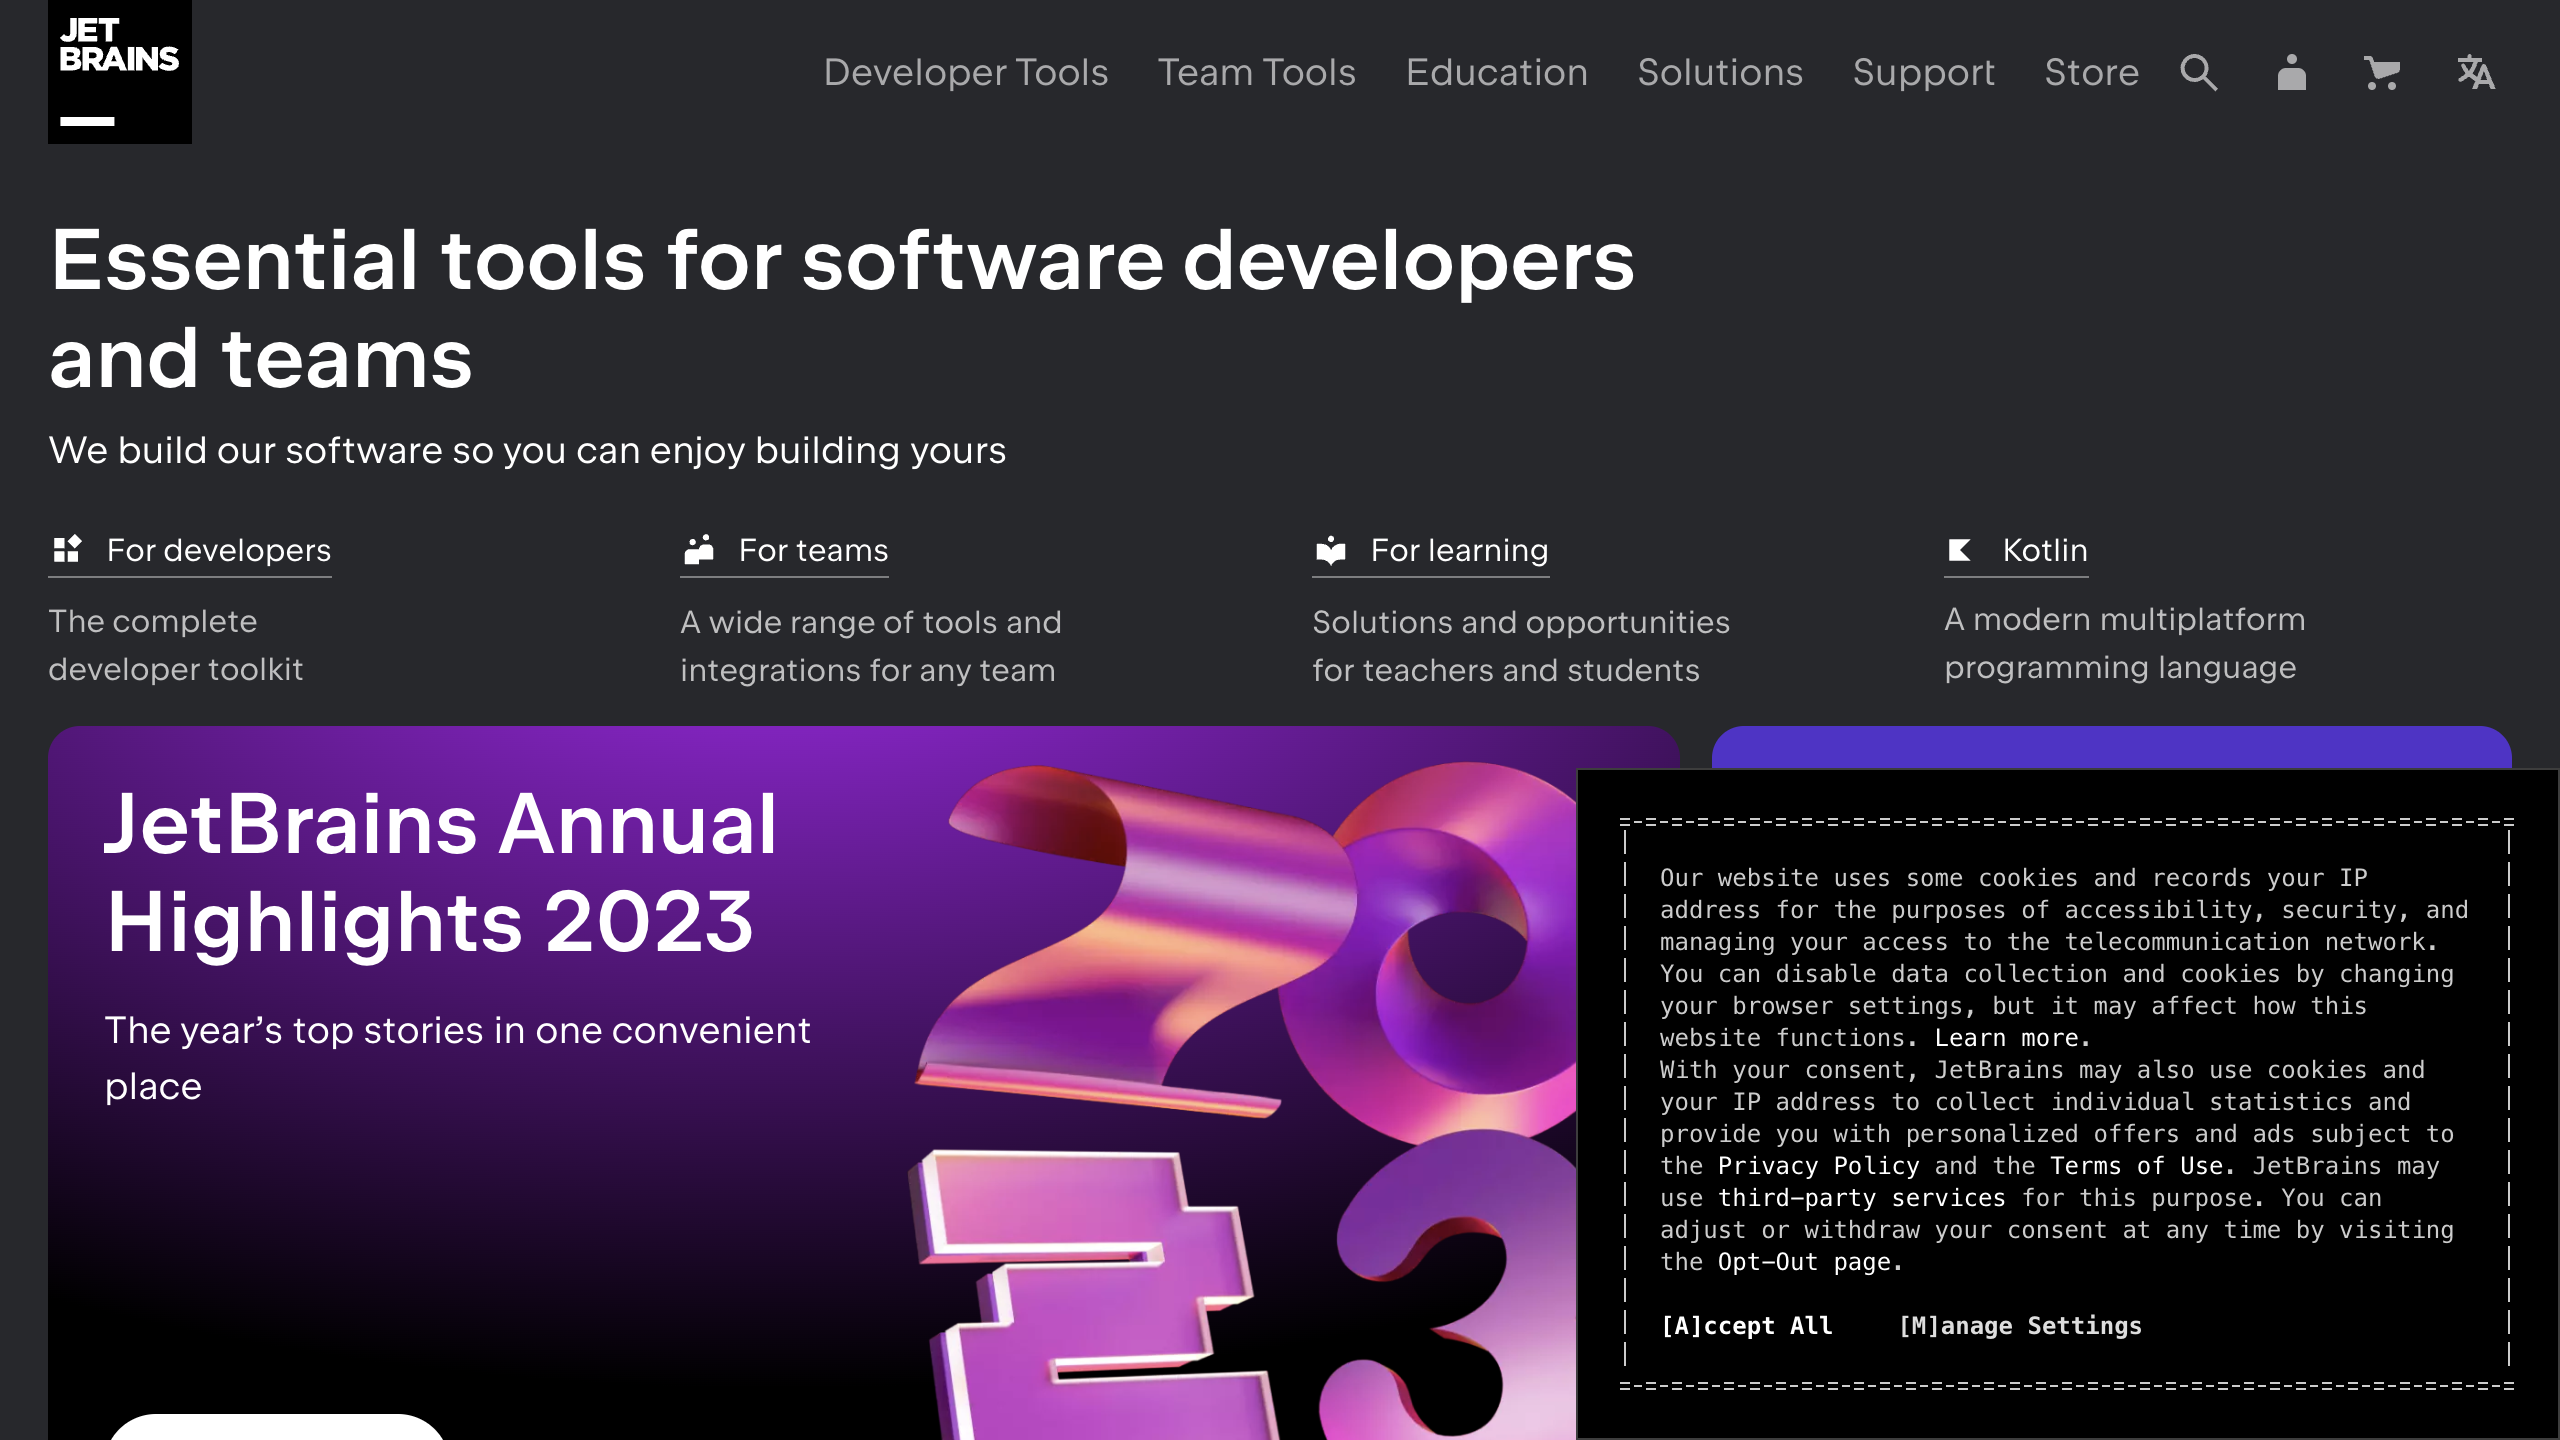 JET
BRAINS
Developer Tools Team Tools Education Solutions Support Store
Essential tools for software developers
and teams
We build our software so you can enjoy building yours
For developers
The complete
developer toolkit
For teams
A wide range of tools and
integrations for any team
For learning
Solutions and opportunities
for teachers and students
Kotlin
A modern multiplatform
programming language
JetBrains Annual
Highlights 2023
The year’s top stories in one convenient
place
Our website uses some cookies and records your IP
address for the purposes of accessibility, security, and
managing your access to the telecommunication network.
You can disable data collection and cookies by changing
your browser settings, but it may affect how this
website functions. Learn more.
With your consent, JetBrains may also use cookies and
your IP address to collect individual statistics and
provide you with personalized offers and ads subject to
the Privacy Policy and the Terms of Use. JetBrains may
use third-party services for this purpose. You can
adjust or withdraw your consent at any time by visiting
the Opt-Out page.
[A]ccept All [M]anage Settings